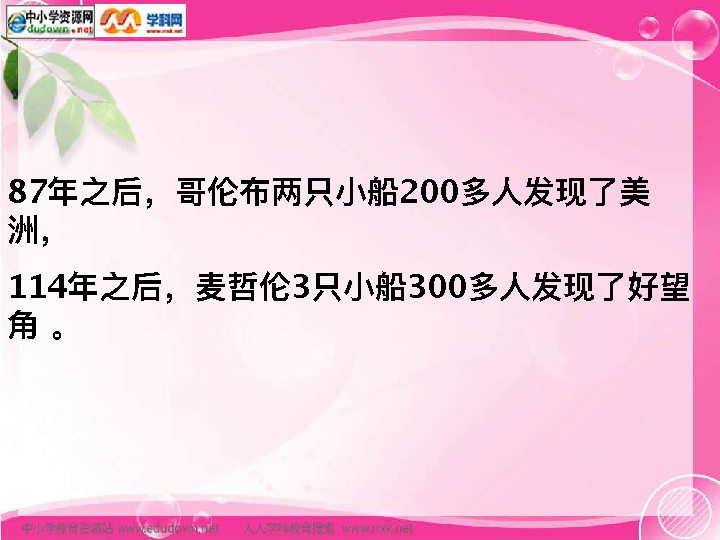 中小学资源网
dudown.net
学科网
www.nxk.net
87年之后，哥伦布两只小船200多人发现了美
洲，
114年之后，麦哲伦3只小船300多人发现了好望
角 。
中小学教育资源站 www.edudown.net 人人学科教育搜索 www.rrxk.net